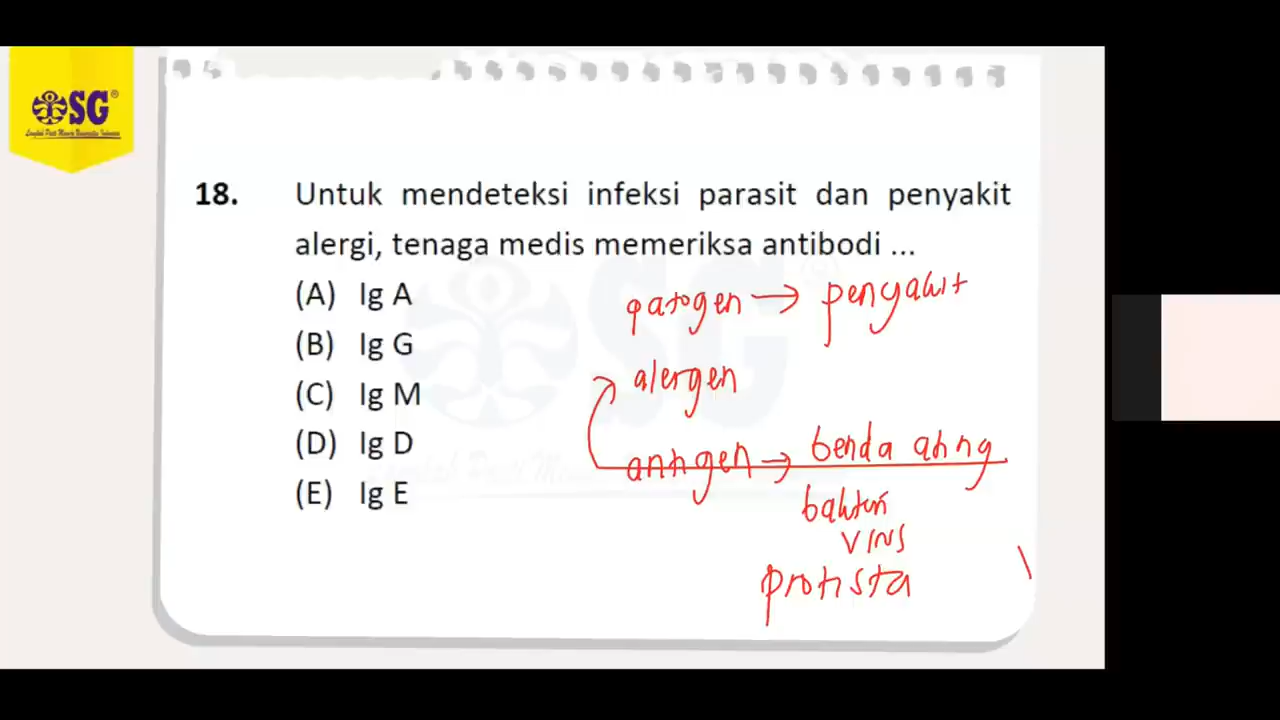 SG®
18. Untuk mendeteksi infeksi parasit dan penyakit
alergi, tenaga medis memeriksa antibodi ...
(A) Ig A
(B) Ig G
(C) Ig M
(D) Ig D
(E) Ig E
patogen → penyakit
alergen
antigen → benda asing
bakteri
virus
protista